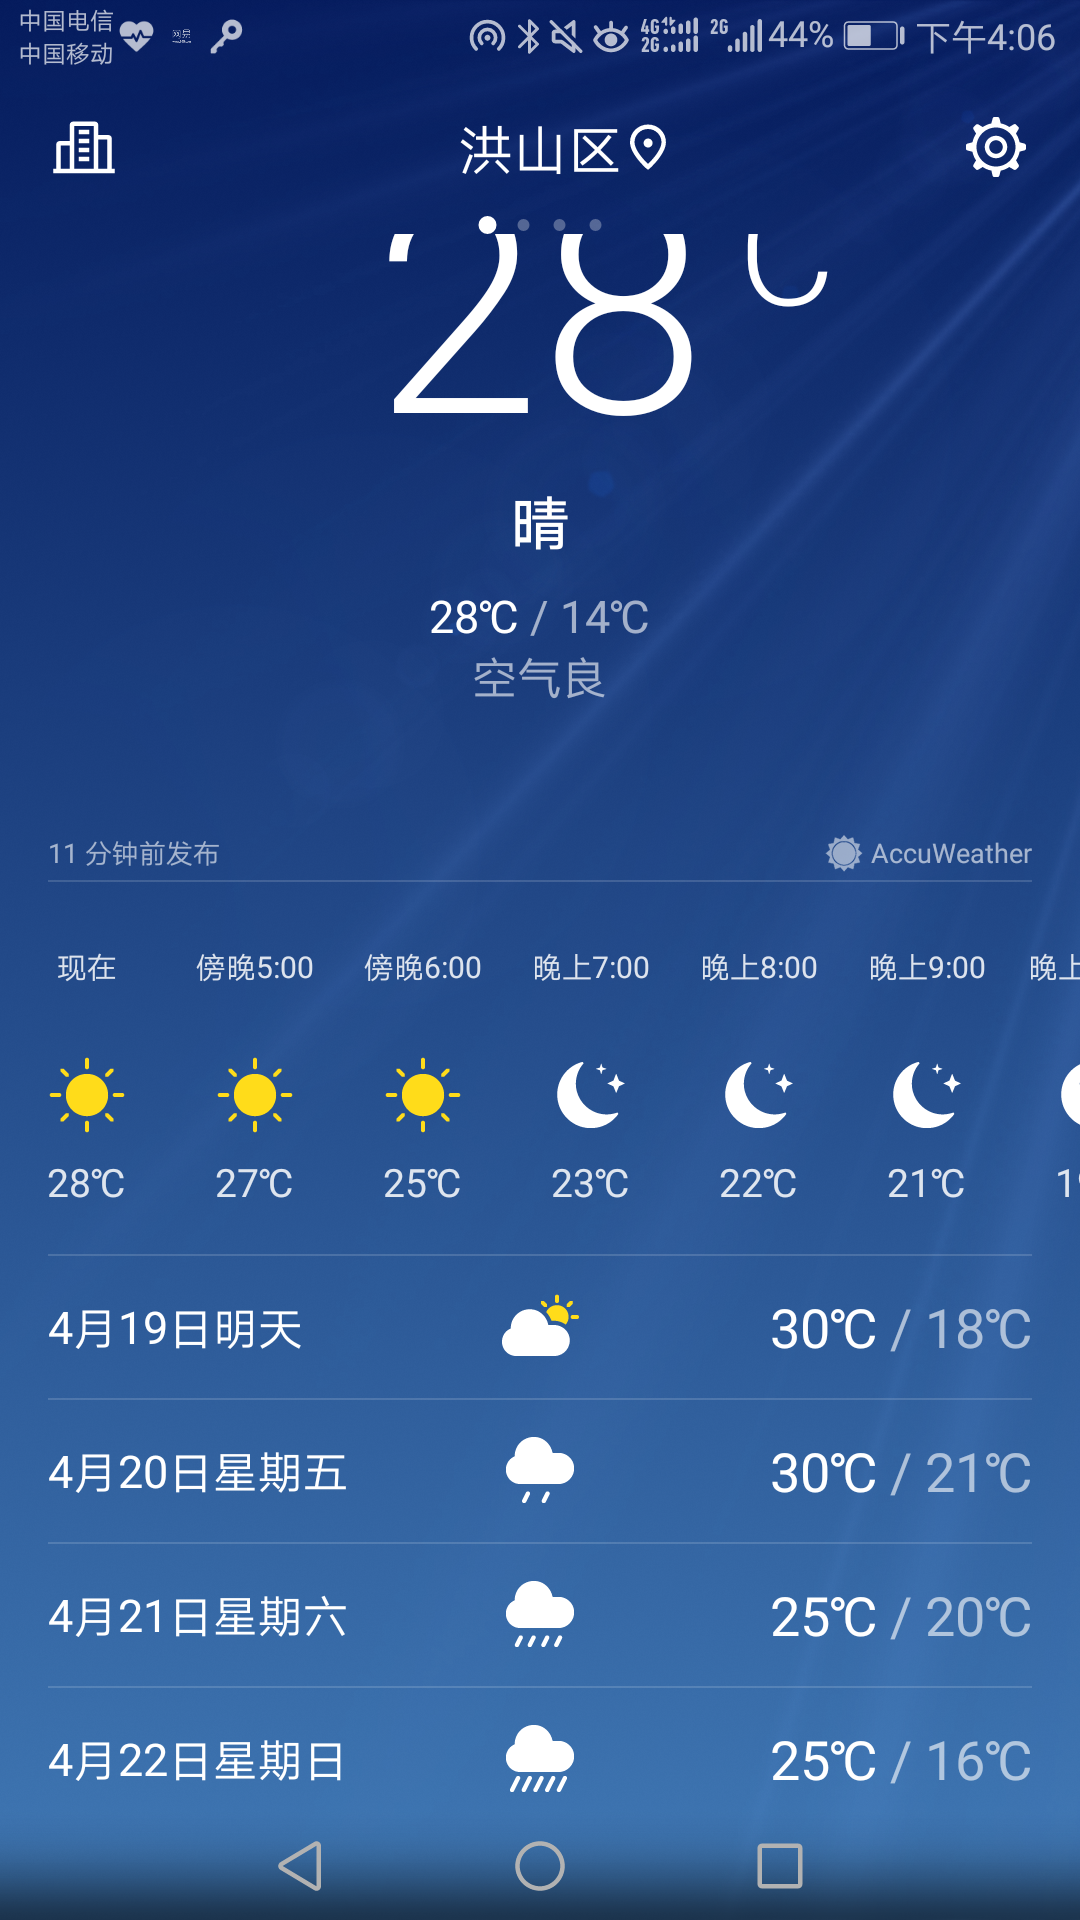 中国电信
中国移动
4G 2G 2G 44% 下午4:06
洪山区
28℃
晴
28℃ / 14℃
空气良
11 分钟前发布 AccuWeather
现在 傍晚5:00 傍晚6:00 晚上7:00 晚上8:00 晚上9:00 晚上
28℃ 27℃ 25℃ 23℃ 22℃ 21℃
4月19日明天 30℃ / 18℃
4月20日星期五 30℃ / 21℃
4月21日星期六 25℃ / 20℃
4月22日星期日 25℃ / 16℃